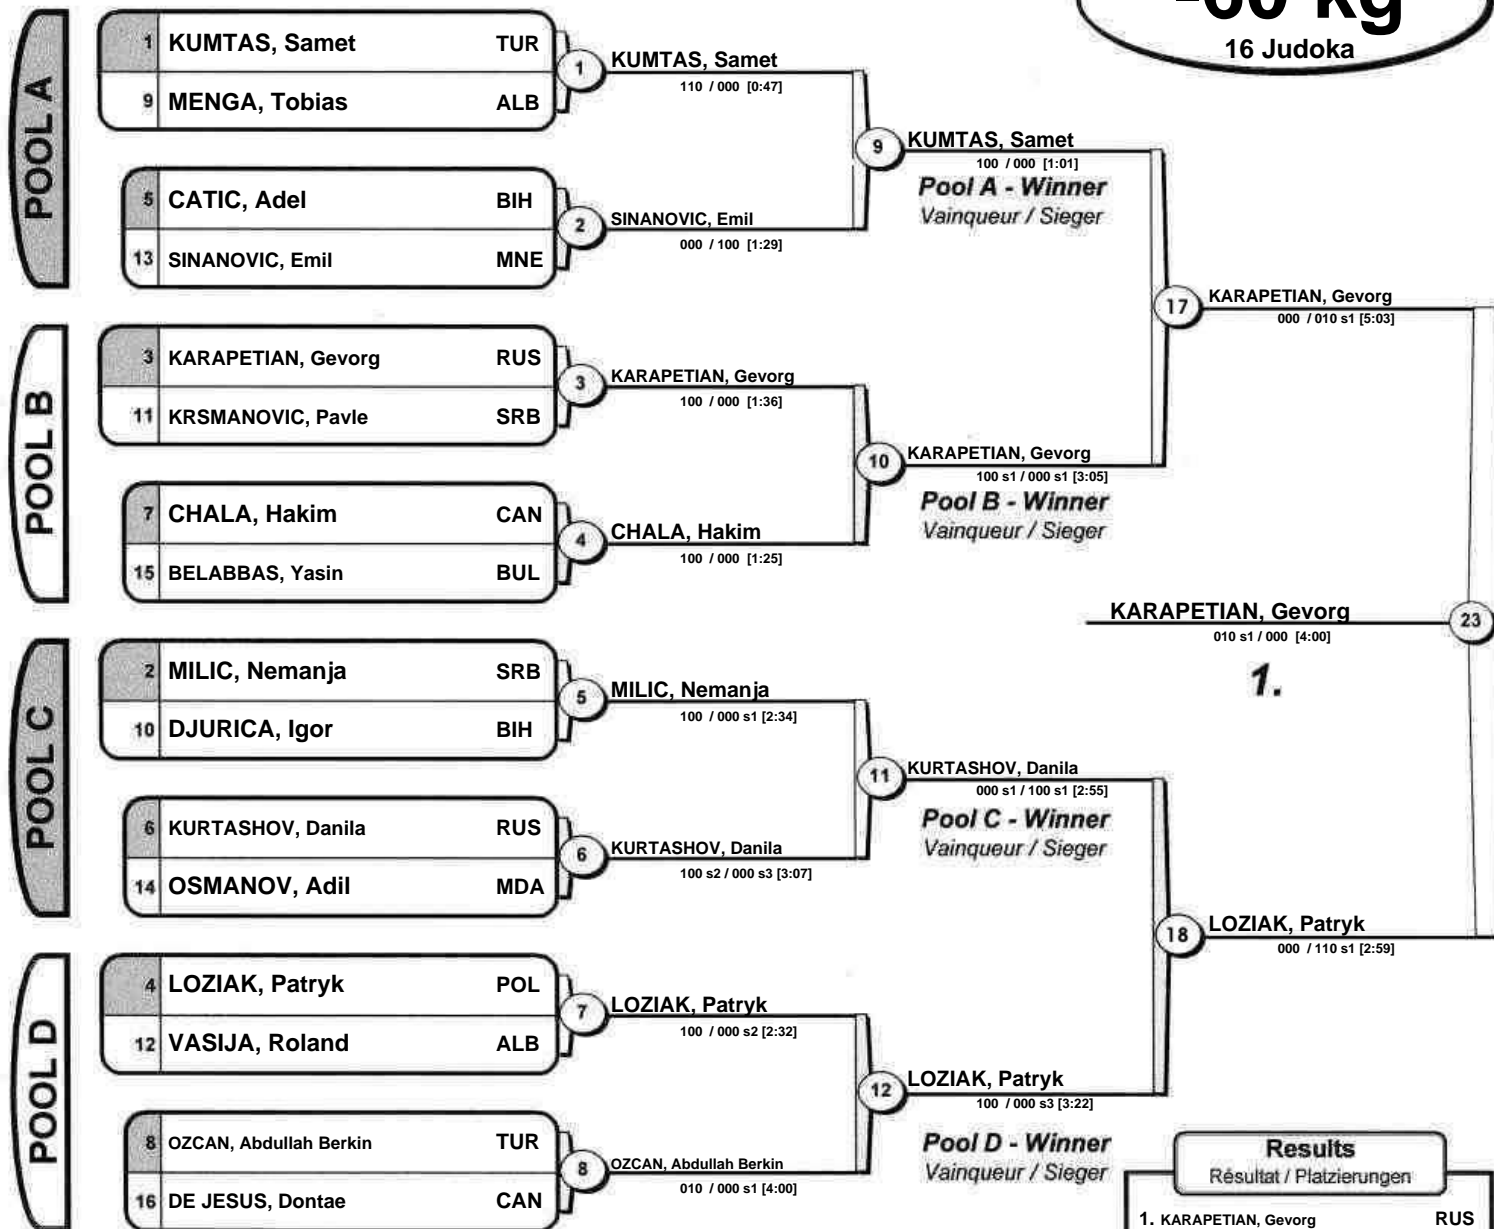 -60 kg
16 Judoka
POOL A
1 KUMTAS, Samet TUR
9 MENGA, Tobias ALB
1
KUMTAS, Samet
110 / 000 [0:47]
5 CATIC, Adel BIH
13 SINANOVIC, Emil MNE
2
SINANOVIC, Emil
000 / 100 [1:29]
9
KUMTAS, Samet
100 / 000 [1:01]
Pool A - Winner
Vainqueur / Sieger
POOL B
3 KARAPETIAN, Gevorg RUS
11 KRSMANOVIC, Pavle SRB
3
KARAPETIAN, Gevorg
100 / 000 [1:36]
7 CHALA, Hakim CAN
15 BELABBAS, Yasin BUL
4
CHALA, Hakim
100 / 000 [1:25]
10
KARAPETIAN, Gevorg
100 s1 / 000 s1 [3:05]
Pool B - Winner
Vainqueur / Sieger
17
KARAPETIAN, Gevorg
000 / 010 s1 [5:03]
POOL C
2 MILIC, Nemanja SRB
10 DJURICA, Igor BIH
5
MILIC, Nemanja
100 / 000 s1 [2:34]
6 KURTASHOV, Danila RUS
14 OSMANOV, Adil MDA
6
KURTASHOV, Danila
100 s2 / 000 s3 [3:07]
11
KURTASHOV, Danila
000 s1 / 100 s1 [2:55]
Pool C - Winner
Vainqueur / Sieger
POOL D
4 LOZIAK, Patryk POL
12 VASIJA, Roland ALB
7
LOZIAK, Patryk
100 / 000 s2 [2:32]
8 OZCAN, Abdullah Berkin TUR
16 DE JESUS, Dontae CAN
8
OZCAN, Abdullah Berkin
010 / 000 s1 [4:00]
12
LOZIAK, Patryk
100 / 000 s3 [3:22]
Pool D - Winner
Vainqueur / Sieger
18
LOZIAK, Patryk
000 / 110 s1 [2:59]
23
KARAPETIAN, Gevorg
010 s1 / 000 [4:00]
1.
Results
Résultat / Platzierungen
1. KARAPETIAN, Gevorg RUS